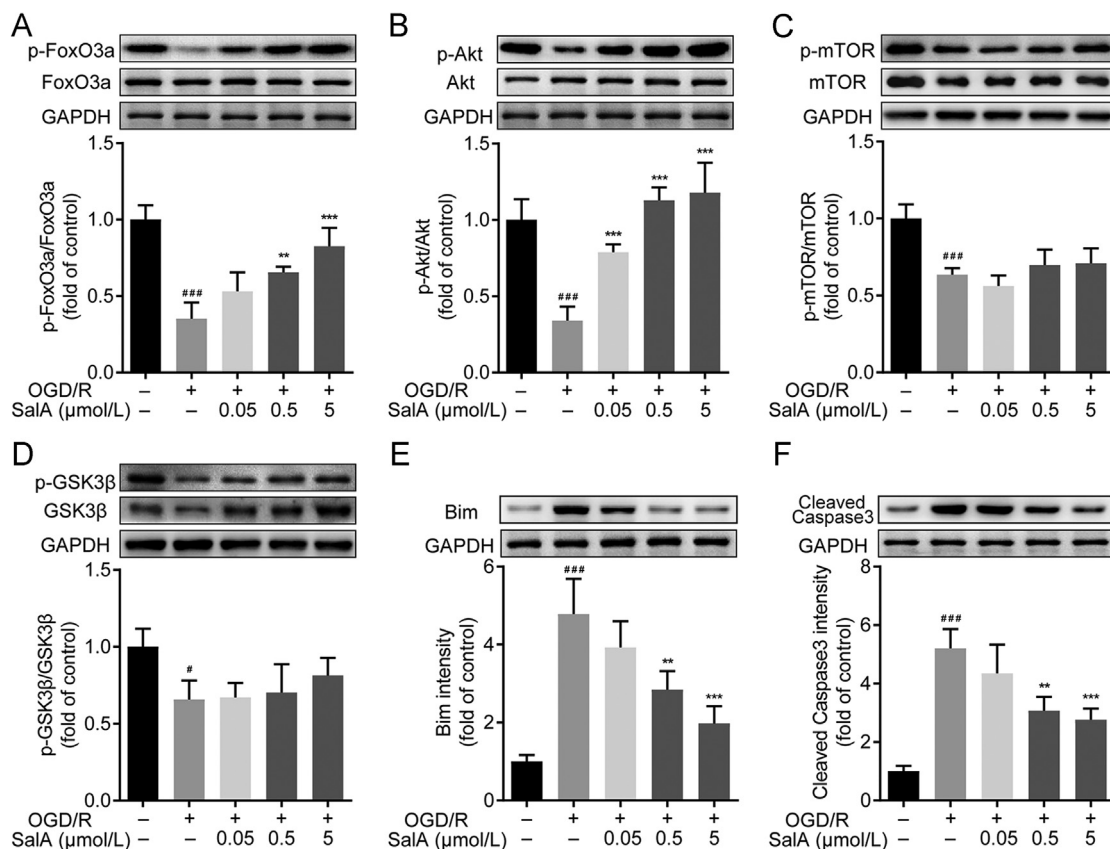 A
p-FoxO3a
FoxO3a
GAPDH
p-FoxO3a/FoxO3a
(fold of control)
1.5
1.0
0.5
0.0
###
**
***
OGD/R – + + + +
SalA (μmol/L) – – 0.05 0.5 5
B
p-Akt
Akt
GAPDH
p-Akt/Akt
(fold of control)
1.5
1.0
0.5
0.0
###
***
***
***
OGD/R – + + + +
SalA (μmol/L) – – 0.05 0.5 5
C
p-mTOR
mTOR
GAPDH
p-mTOR/mTOR
(fold of control)
1.5
1.0
0.5
0.0
###
OGD/R – + + + +
SalA (μmol/L) – – 0.05 0.5 5
D
p-GSK3β
GSK3β
GAPDH
p-GSK3β/GSK3β
(fold of control)
1.5
1.0
0.5
0.0
#
OGD/R – + + + +
SalA (μmol/L) – – 0.05 0.5 5
E
Bim
GAPDH
Bim intensity
(fold of control)
6
4
2
0
###
**
***
OGD/R – + + + +
SalA (μmol/L) – – 0.05 0.5 5
F
Cleaved
Caspase3
GAPDH
Cleaved Caspase3 intensity
(fold of control)
8
6
4
2
0
###
**
***
OGD/R – + + + +
SalA (μmol/L) – – 0.05 0.5 5